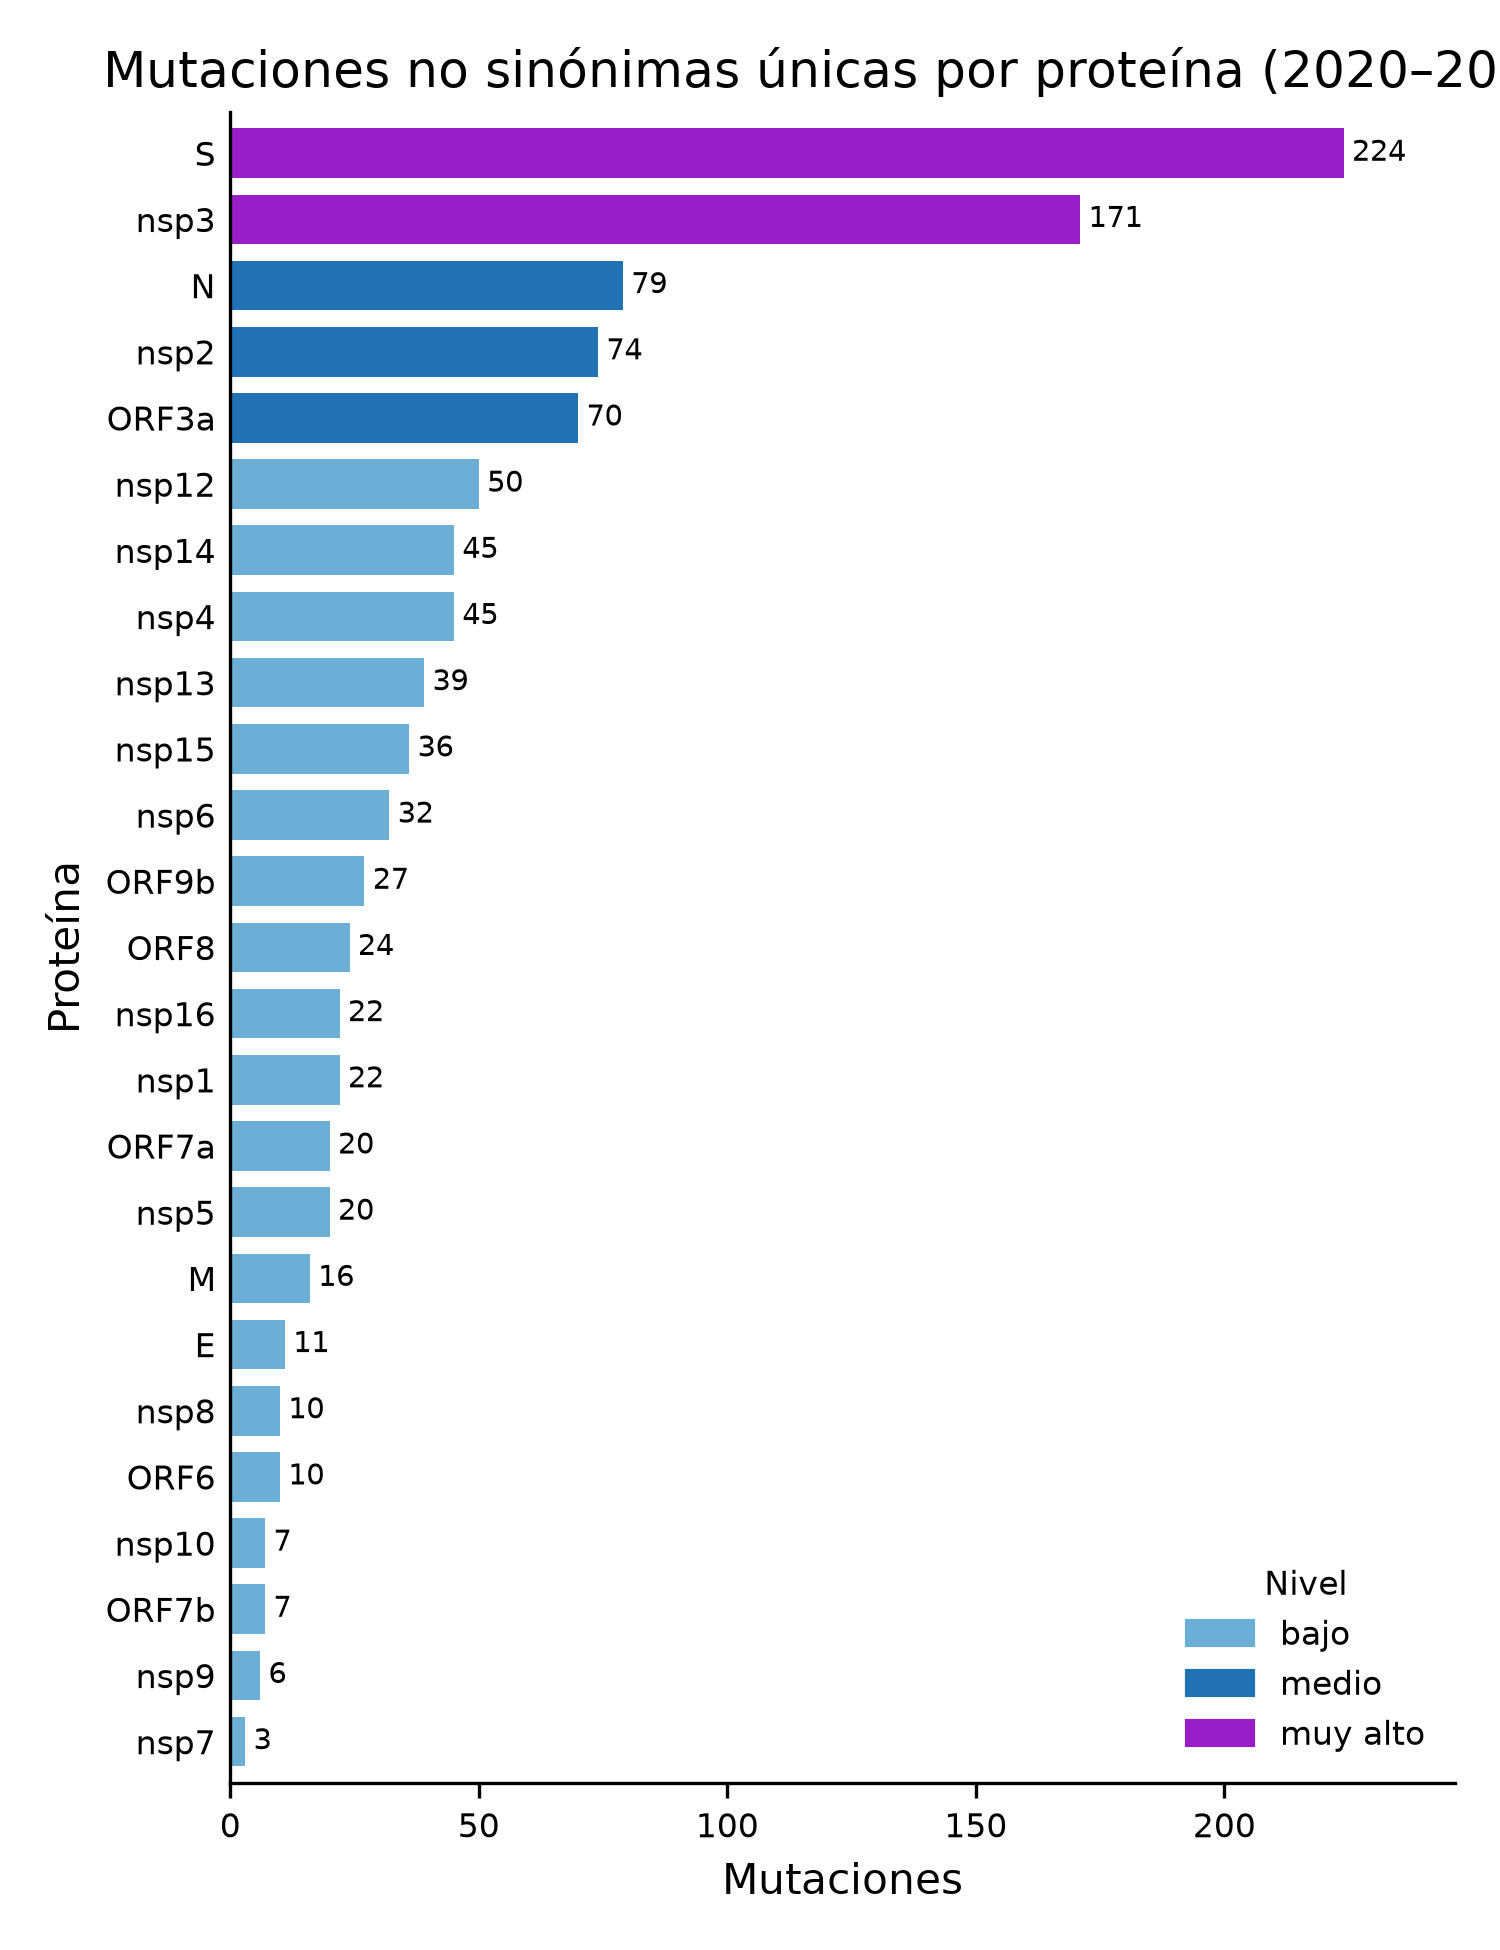 Mutaciones no sinónimas únicas por proteína (2020–20
S 224
nsp3 171
N 79
nsp2 74
ORF3a 70
nsp12 50
nsp14 45
nsp4 45
nsp13 39
nsp15 36
nsp6 32
ORF9b 27
ORF8 24
nsp16 22
nsp1 22
ORF7a 20
nsp5 20
M 16
E 11
nsp8 10
ORF6 10
nsp10 7
ORF7b 7
nsp9 6
nsp7 3
Proteína
Nivel
bajo
medio
muy alto
0 50 100 150 200
Mutaciones